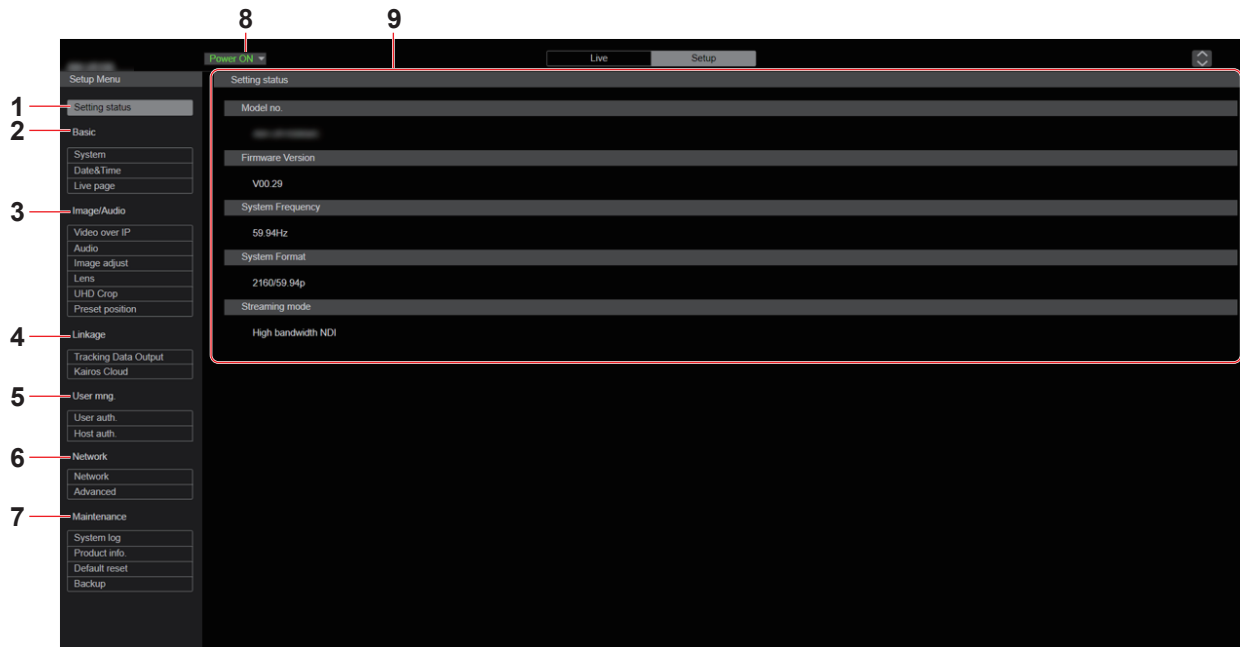 8 9
Power ON Live Setup
Setup Menu
Setting status
1 Setting status
2 Basic
System
Date&Time
Live page
3 Image/Audio
Video over IP
Audio
Image adjust
Lens
UHD Crop
Preset position
4 Linkage
Tracking Data Output
Kairos Cloud
5 User mng.
User auth.
Host auth.
6 Network
Network
Advanced
7 Maintenance
System log
Product info.
Default reset
Backup
Model no.
Firmware Version
V00.29
System Frequency
59.94Hz
System Format
2160/59.94p
Streaming mode
High bandwidth NDI